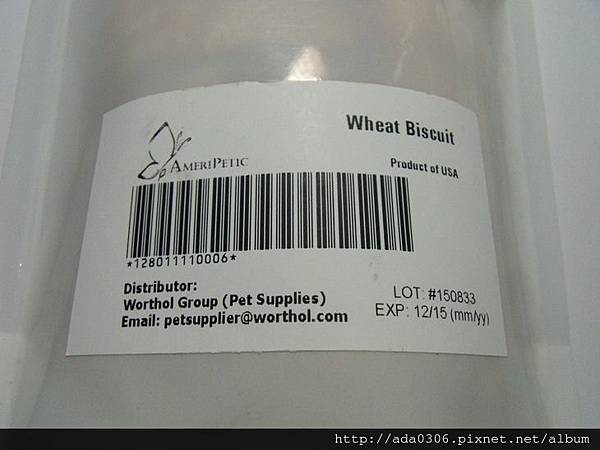 Wheat Biscuit
AMERIPETIC
Product of USA
*128011110006*
Distributor:
Worthol Group (Pet Supplies)
Email: petsupplier@worthol.com
LOT: #150833
EXP: 12/15 (mm/yy)
http://ada0306.pixnet.net/album